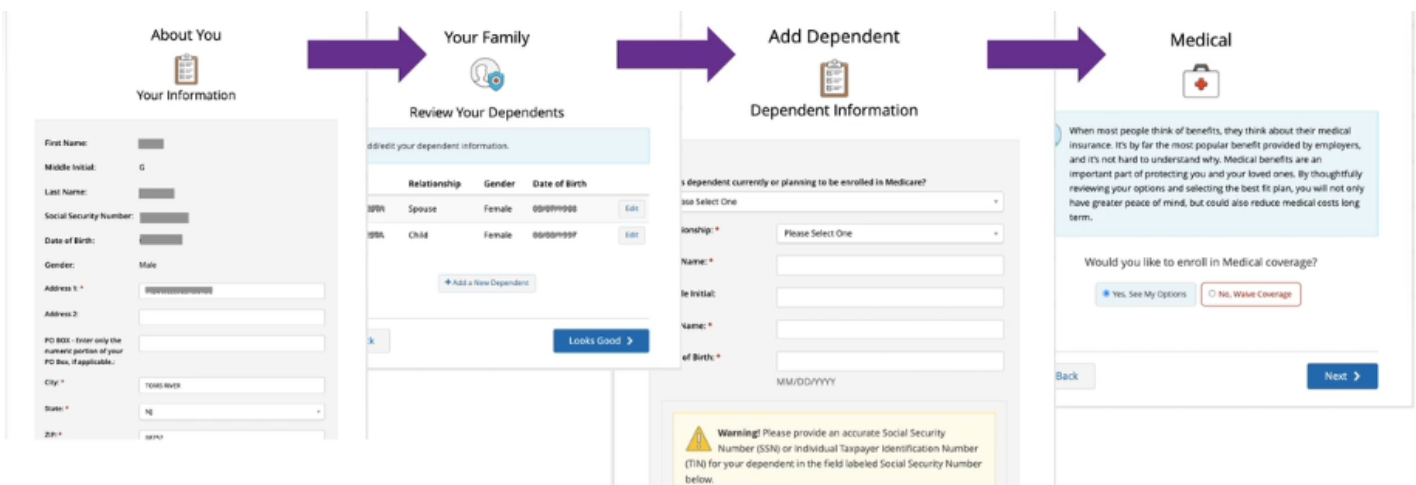 About You
Your Information
First Name:
Middle Initial: G
Last Name:
Social Security Number:
Date of Birth:
Gender: Male
Address 1: *
Address 2:
PO BOX - Enter only the
numeric portion of your
PO Box, if applicable.:
City: * TOMS RIVER
State: * NJ
ZIP: *
Your Family
Review Your Dependents
dd/edit your dependent information.
Relationship Gender Date of Birth
Spouse Female Edit
Child Female Edit
+ Add a New Dependent
ck
Looks Good
Add Dependent
Dependent Information
s dependent currently or planning to be enrolled in Medicare?
ase Select One
ionship: * Please Select One
Name: *
le Initial:
Name: *
of Birth: *
MM/DD/YYYY
Warning! Please provide an accurate Social Security
Number (SSN) or Individual Taxpayer Identification Number
(TIN) for your dependent in the field labeled Social Security Number
below.
Medical
When most people think of benefits, they think about their medical
insurance. It's by far the most popular benefit provided by employers,
and it's not hard to understand why. Medical benefits are an
important part of protecting you and your loved ones. By thoughtfully
reviewing your options and selecting the best fit plan, you will not only
have greater peace of mind, but could also reduce medical costs long
term.
Would you like to enroll in Medical coverage?
Yes, See My Options No, Waive Coverage
Back
Next